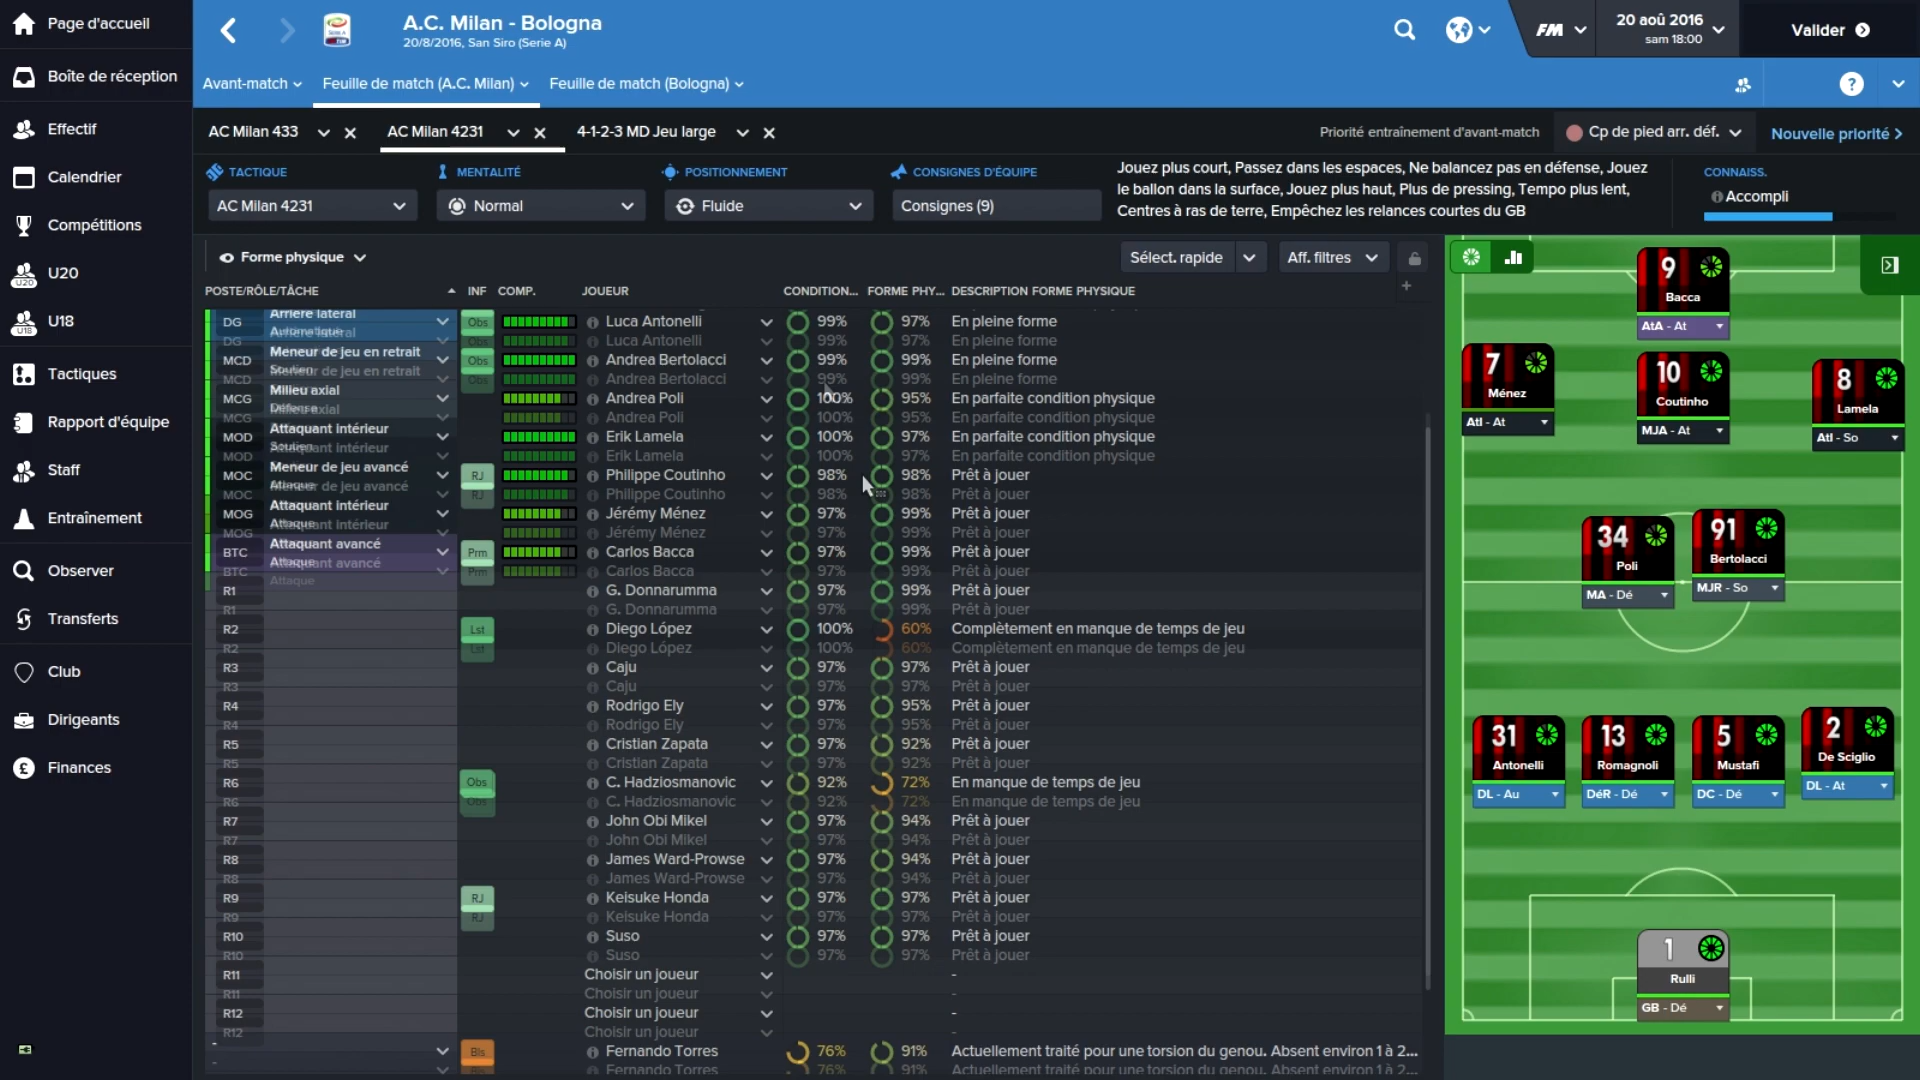 Page d'accueil
Boîte de réception
Effectif
Calendrier
Compétitions
U20
U20
U18
U18
Tactiques
Rapport d'équipe
Staff
Entraînement
Observer
Transferts
Club
Dirigeants
Finances
A.C. Milan - Bologna
20/8/2016, San Siro (Serie A)
FM
20 aoû 2016
sam 18:00
Valider
Avant-match
Feuille de match (A.C. Milan)
Feuille de match (Bologna)
?
AC Milan 433
AC Milan 4231
4-1-2-3 MD Jeu large
Priorité entraînement d'avant-match
Cp de pied arr. déf.
Nouvelle priorité >
TACTIQUE
MENTALITÉ
POSITIONNEMENT
CONSIGNES D'ÉQUIPE
AC Milan 4231
Normal
Fluide
Consignes (9)
Jouez plus court, Passez dans les espaces, Ne balancez pas en défense, Jouez
le ballon dans la surface, Jouez plus haut, Plus de pressing, Tempo plus lent,
Centres à ras de terre, Empêchez les relances courtes du GB
CONNAISS.
Accompli
Forme physique
Sélect. rapide
Aff. filtres
POSTE/RÔLE/TÂCHE INF COMP. JOUEUR CONDITION... FORME PHY... DESCRIPTION FORME PHYSIQUE
DG Arrière latéral Automatique Obs Luca Antonelli 99% 97% En pleine forme
MCD Meneur de jeu en retrait Soutien Obs Andrea Bertolacci 99% 99% En pleine forme
MCG Milieu axial Défense Andrea Poli 100% 95% En parfaite condition physique
MOD Attaquant intérieur Soutien Erik Lamela 100% 97% En parfaite condition physique
MOC Meneur de jeu avancé Attaque RJ Philippe Coutinho 98% 98% Prêt à jouer
MOG Attaquant intérieur Attaque Jérémy Ménez 97% 99% Prêt à jouer
BTC Attaquant avancé Attaque Prm Carlos Bacca 97% 99% Prêt à jouer
R1 G. Donnarumma 97% 99% Prêt à jouer
R2 Lst Diego López 100% 60% Complètement en manque de temps de jeu
R3 Caju 97% 97% Prêt à jouer
R4 Rodrigo Ely 97% 95% Prêt à jouer
R5 Cristian Zapata 97% 92% Prêt à jouer
R6 Obs C. Hadziosmanovic 92% 72% En manque de temps de jeu
R7 John Obi Mikel 97% 94% Prêt à jouer
R8 James Ward-Prowse 97% 94% Prêt à jouer
R9 RJ Keisuke Honda 97% 97% Prêt à jouer
R10 Suso 97% 97% Prêt à jouer
R11 Choisir un joueur -
R12 Choisir un joueur -
- Bls Fernando Torres 76% 91% Actuellement traité pour une torsion du genou. Absent environ 1 à 2...
9
Bacca
AtA - At
7
Ménez
AtI - At
10
Coutinho
MJA - At
8
Lamela
AtI - So
34
Poli
MA - Dé
91
Bertolacci
MJR - So
31
Antonelli
DL - Au
13
Romagnoli
DéR - Dé
5
Mustafi
DC - Dé
2
De Sciglio
DL - At
1
Rulli
GB - Dé